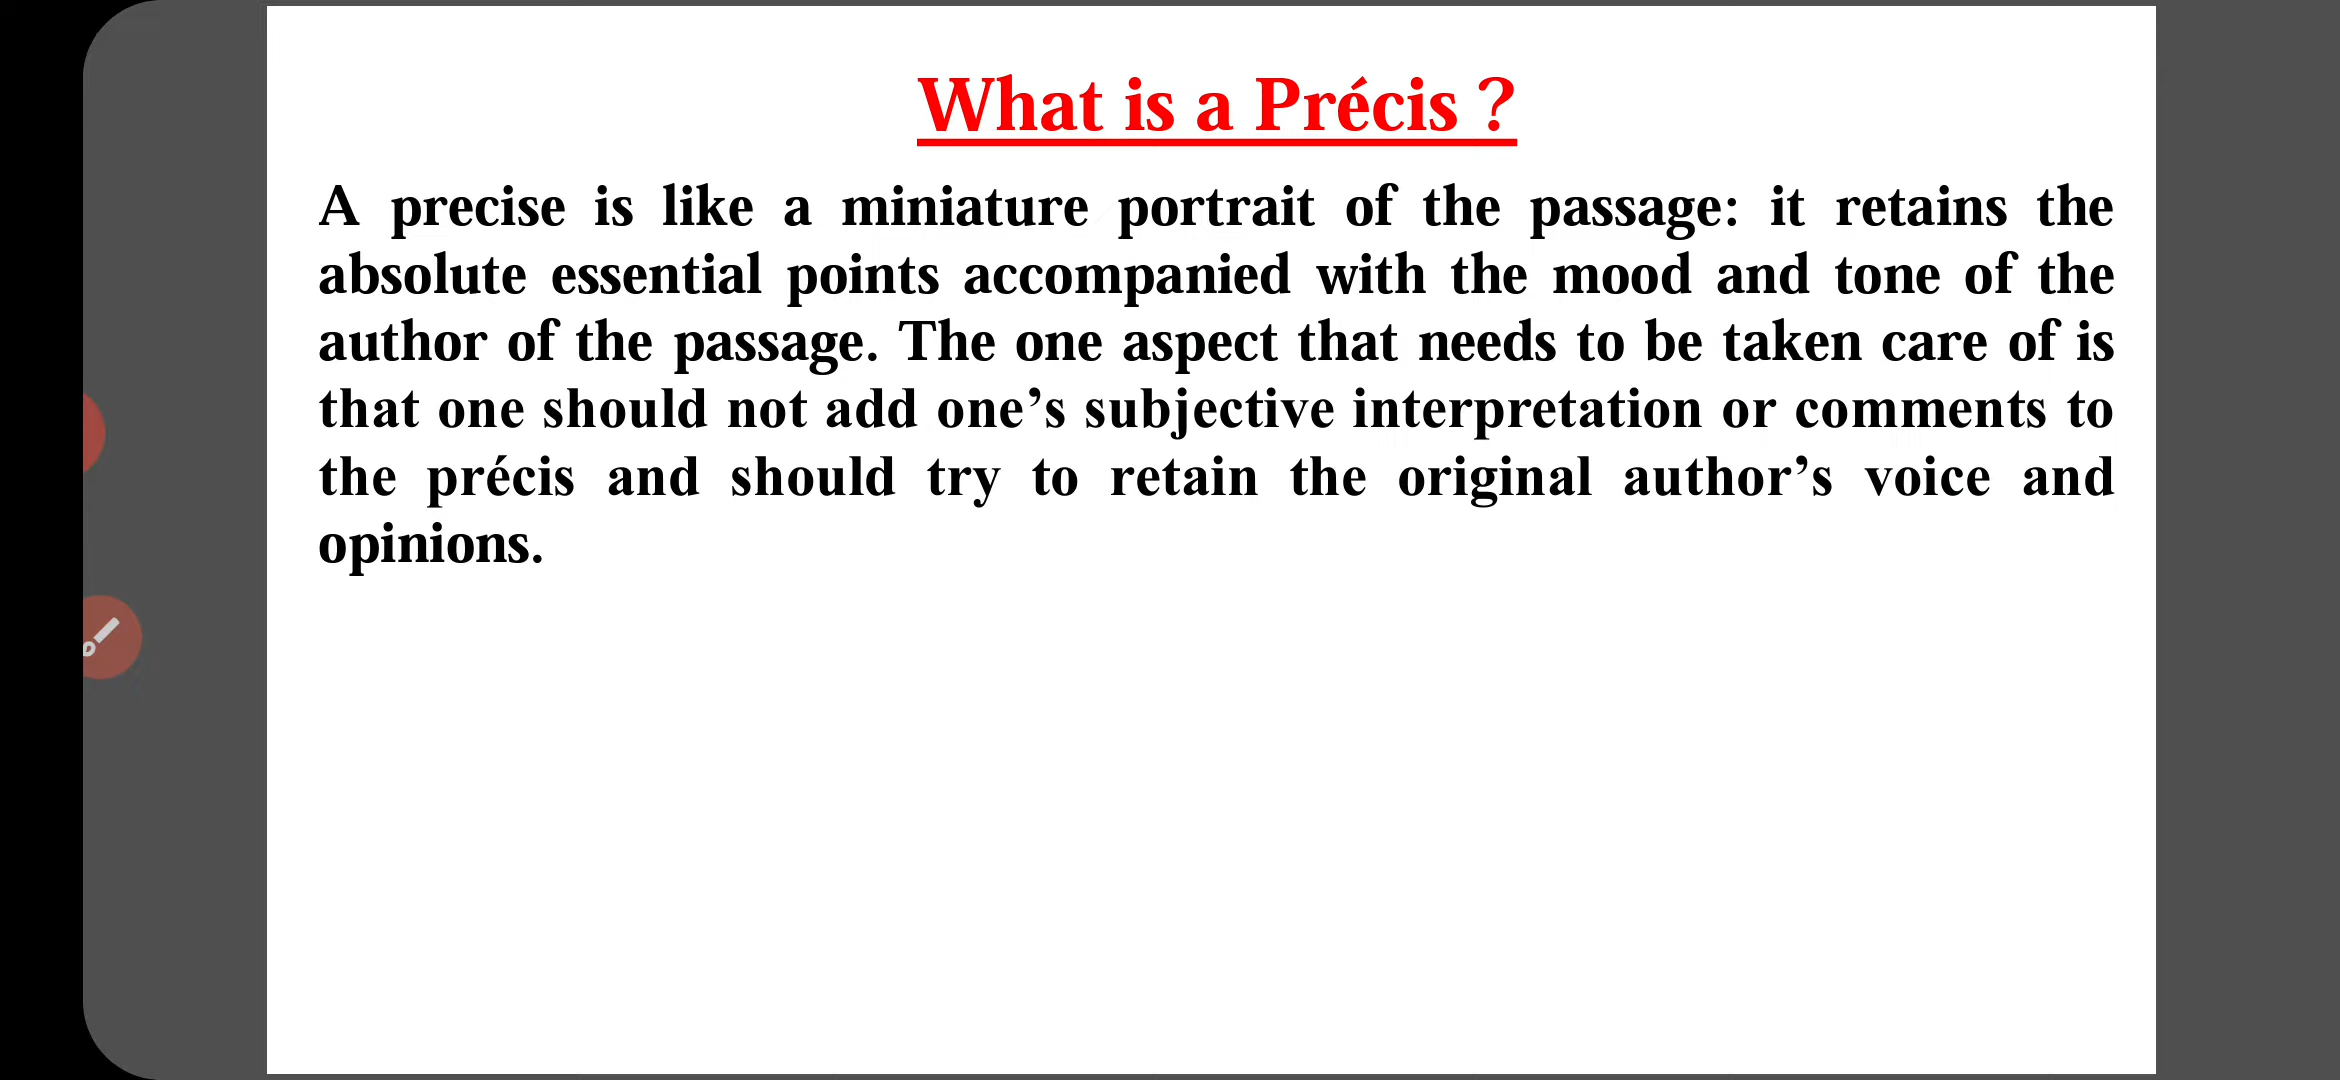 What is a Précis ?
A precise is like a miniature portrait of the passage: it retains the
absolute essential points accompanied with the mood and tone of the
author of the passage. The one aspect that needs to be taken care of is
that one should not add one’s subjective interpretation or comments to
the précis and should try to retain the original author’s voice and
opinions.